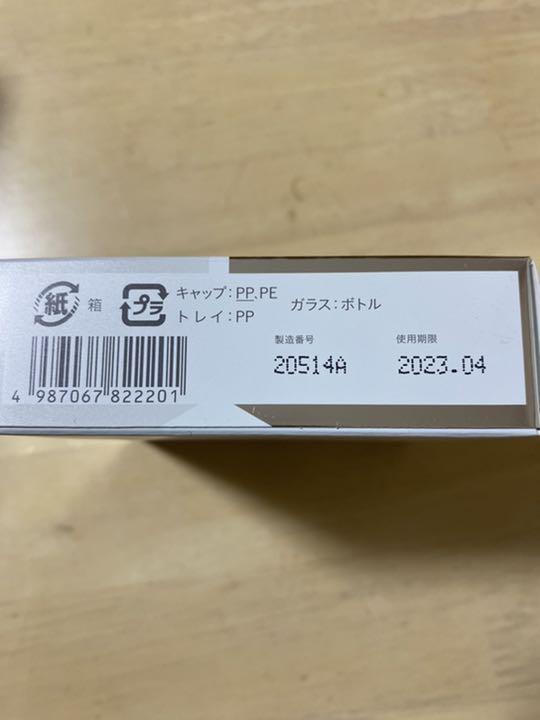 紙 箱 プラ キャップ：PP.PE ガラス：ボトル
トレイ：PP
製造番号 使用期限
20514A 2023.04
4 987067 822201